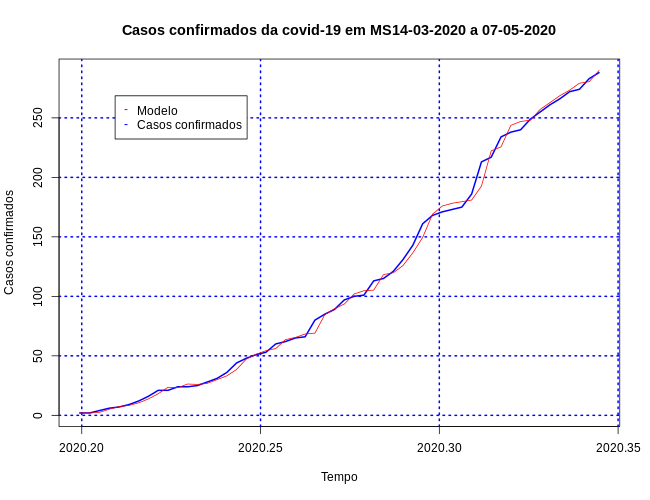 Casos confirmados da covid-19 em MS14-03-2020 a 07-05-2020
Modelo
Casos confirmados
Casos confirmados
250
200
150
100
50
0
2020.20 2020.25 2020.30 2020.35
Tempo